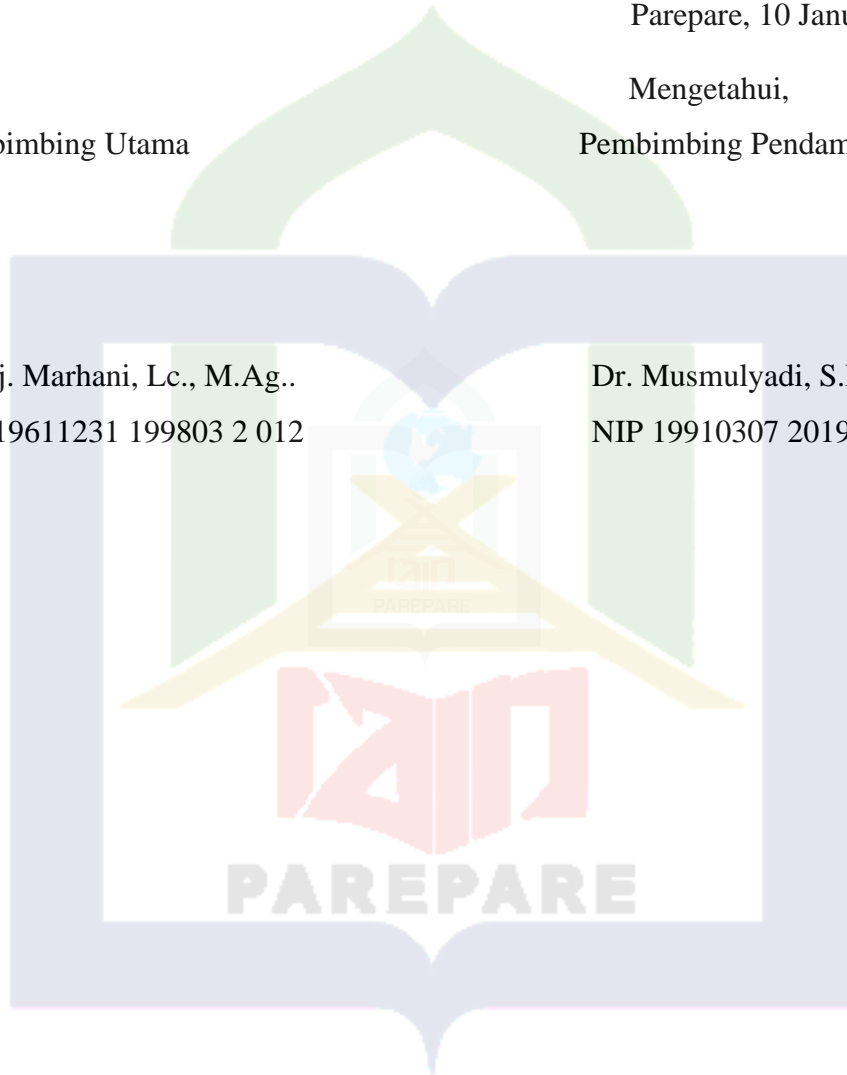 Parepare, 10 Janu
Mengetahui,
bimbing Utama
Pembimbing Pendam
j. Marhani, Lc., M.Ag..
Dr. Musmulyadi, S.
19611231 199803 2 012
NIP 19910307 2019
PAREPARE
PAREPARE